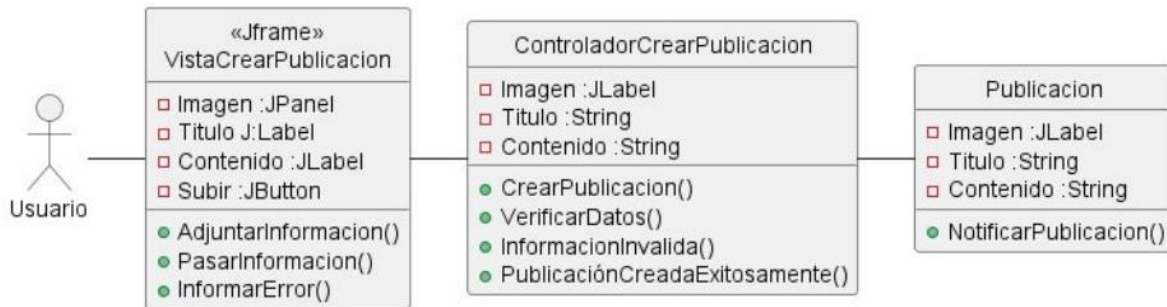 Usuario
«Jframe»
VistaCrearPublicacion
Imagen :JPanel
Titulo J:Label
Contenido :JLabel
Subir :JButton
AdjuntarInformacion()
PasarInformacion()
InformarError()
ControladorCrearPublicacion
Imagen :JLabel
Titulo :String
Contenido :String
CrearPublicacion()
VerificarDatos()
InformacionInvalida()
PublicaciónCreadaExitosamente()
Publicacion
Imagen :JLabel
Titulo :String
Contenido :String
NotificarPublicacion()